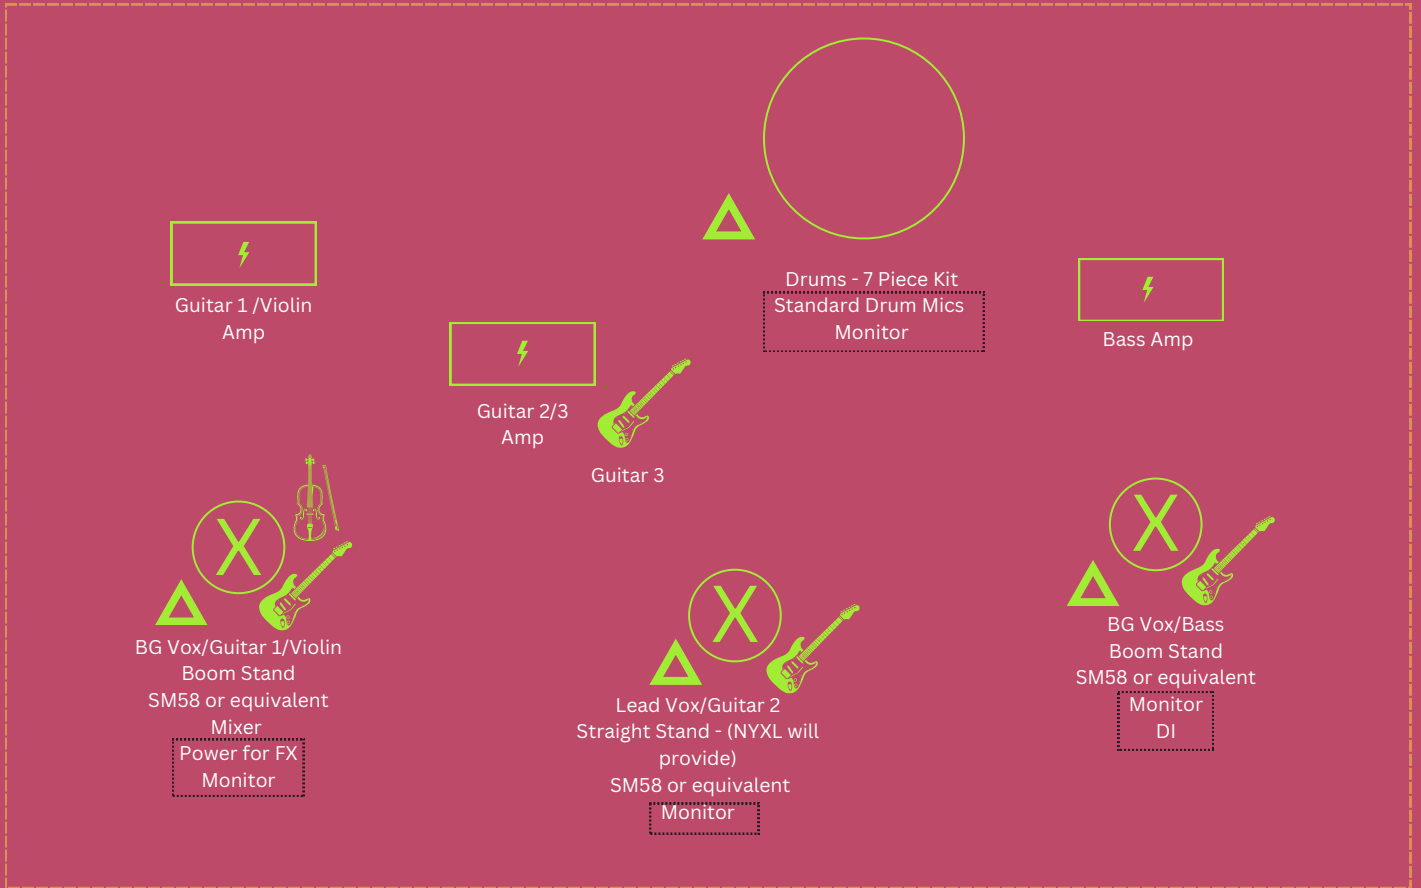 Drums - 7 Piece Kit
Standard Drum Mics
Monitor
Guitar 1 /Violin
Amp
Bass Amp
Guitar 2/3
Amp
Guitar 3
X
BG Vox/Guitar 1/Violin
Boom Stand
SM58 or equivalent
Mixer
Power for FX
Monitor
X
Lead Vox/Guitar 2
Straight Stand - (NYXL will
provide)
SM58 or equivalent
Monitor
X
BG Vox/Bass
Boom Stand
SM58 or equivalent
Monitor
DI